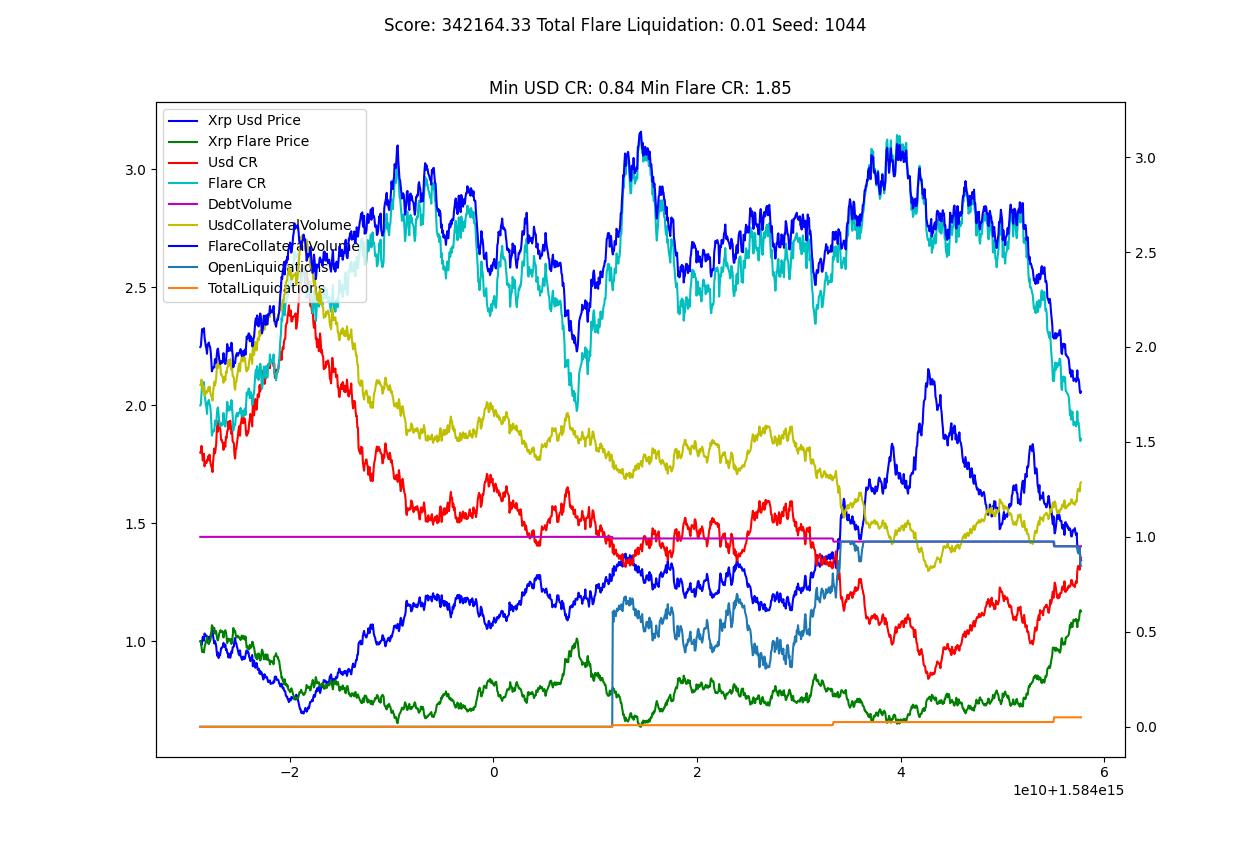 Score: 342164.33 Total Flare Liquidation: 0.01 Seed: 1044
Min USD CR: 0.84 Min Flare CR: 1.85
Xrp Usd Price
Xrp Flare Price
Usd CR
Flare CR
DebtVolume
UsdCollateralVolume
FlareCollateralVolume
OpenLiquidations
TotalLiquidations
3.0
2.5
2.0
1.5
1.0
3.0
2.5
2.0
1.5
1.0
0.5
0.0
−2
0
2
4
6
1e10+1.584e15